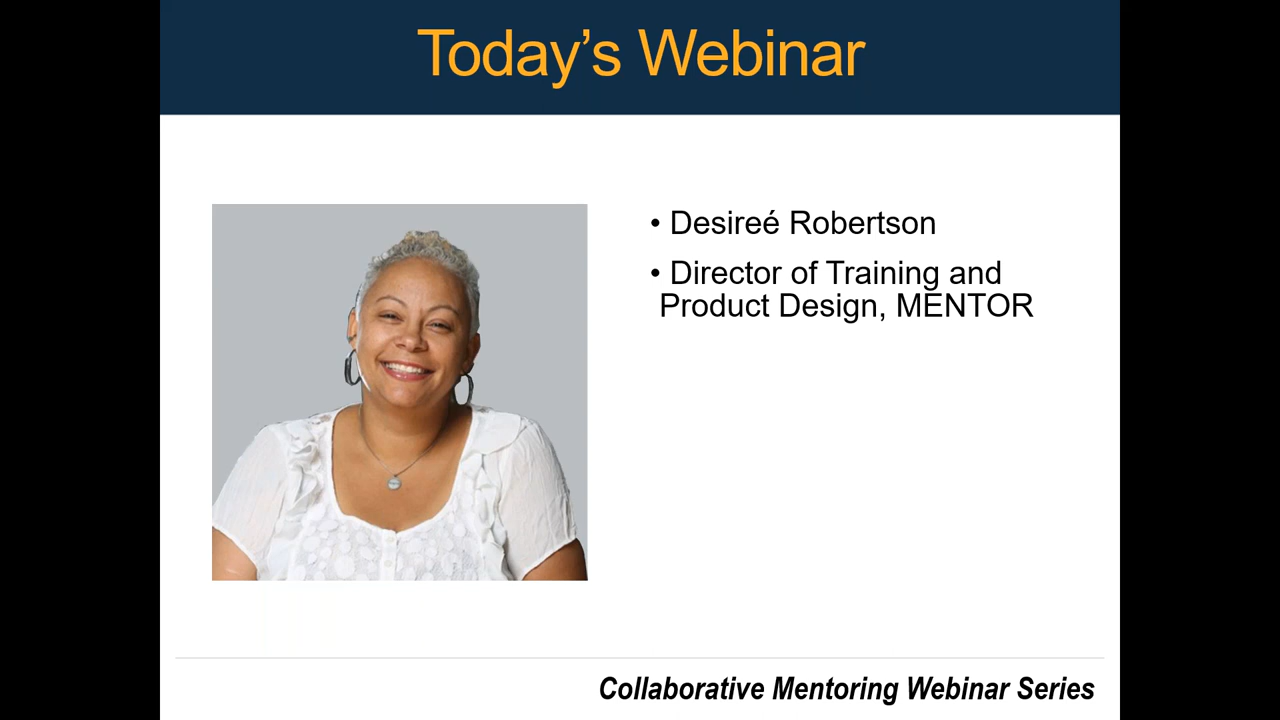 Today’s Webinar
• Desireé Robertson
• Director of Training and
Product Design, MENTOR
Collaborative Mentoring Webinar Series